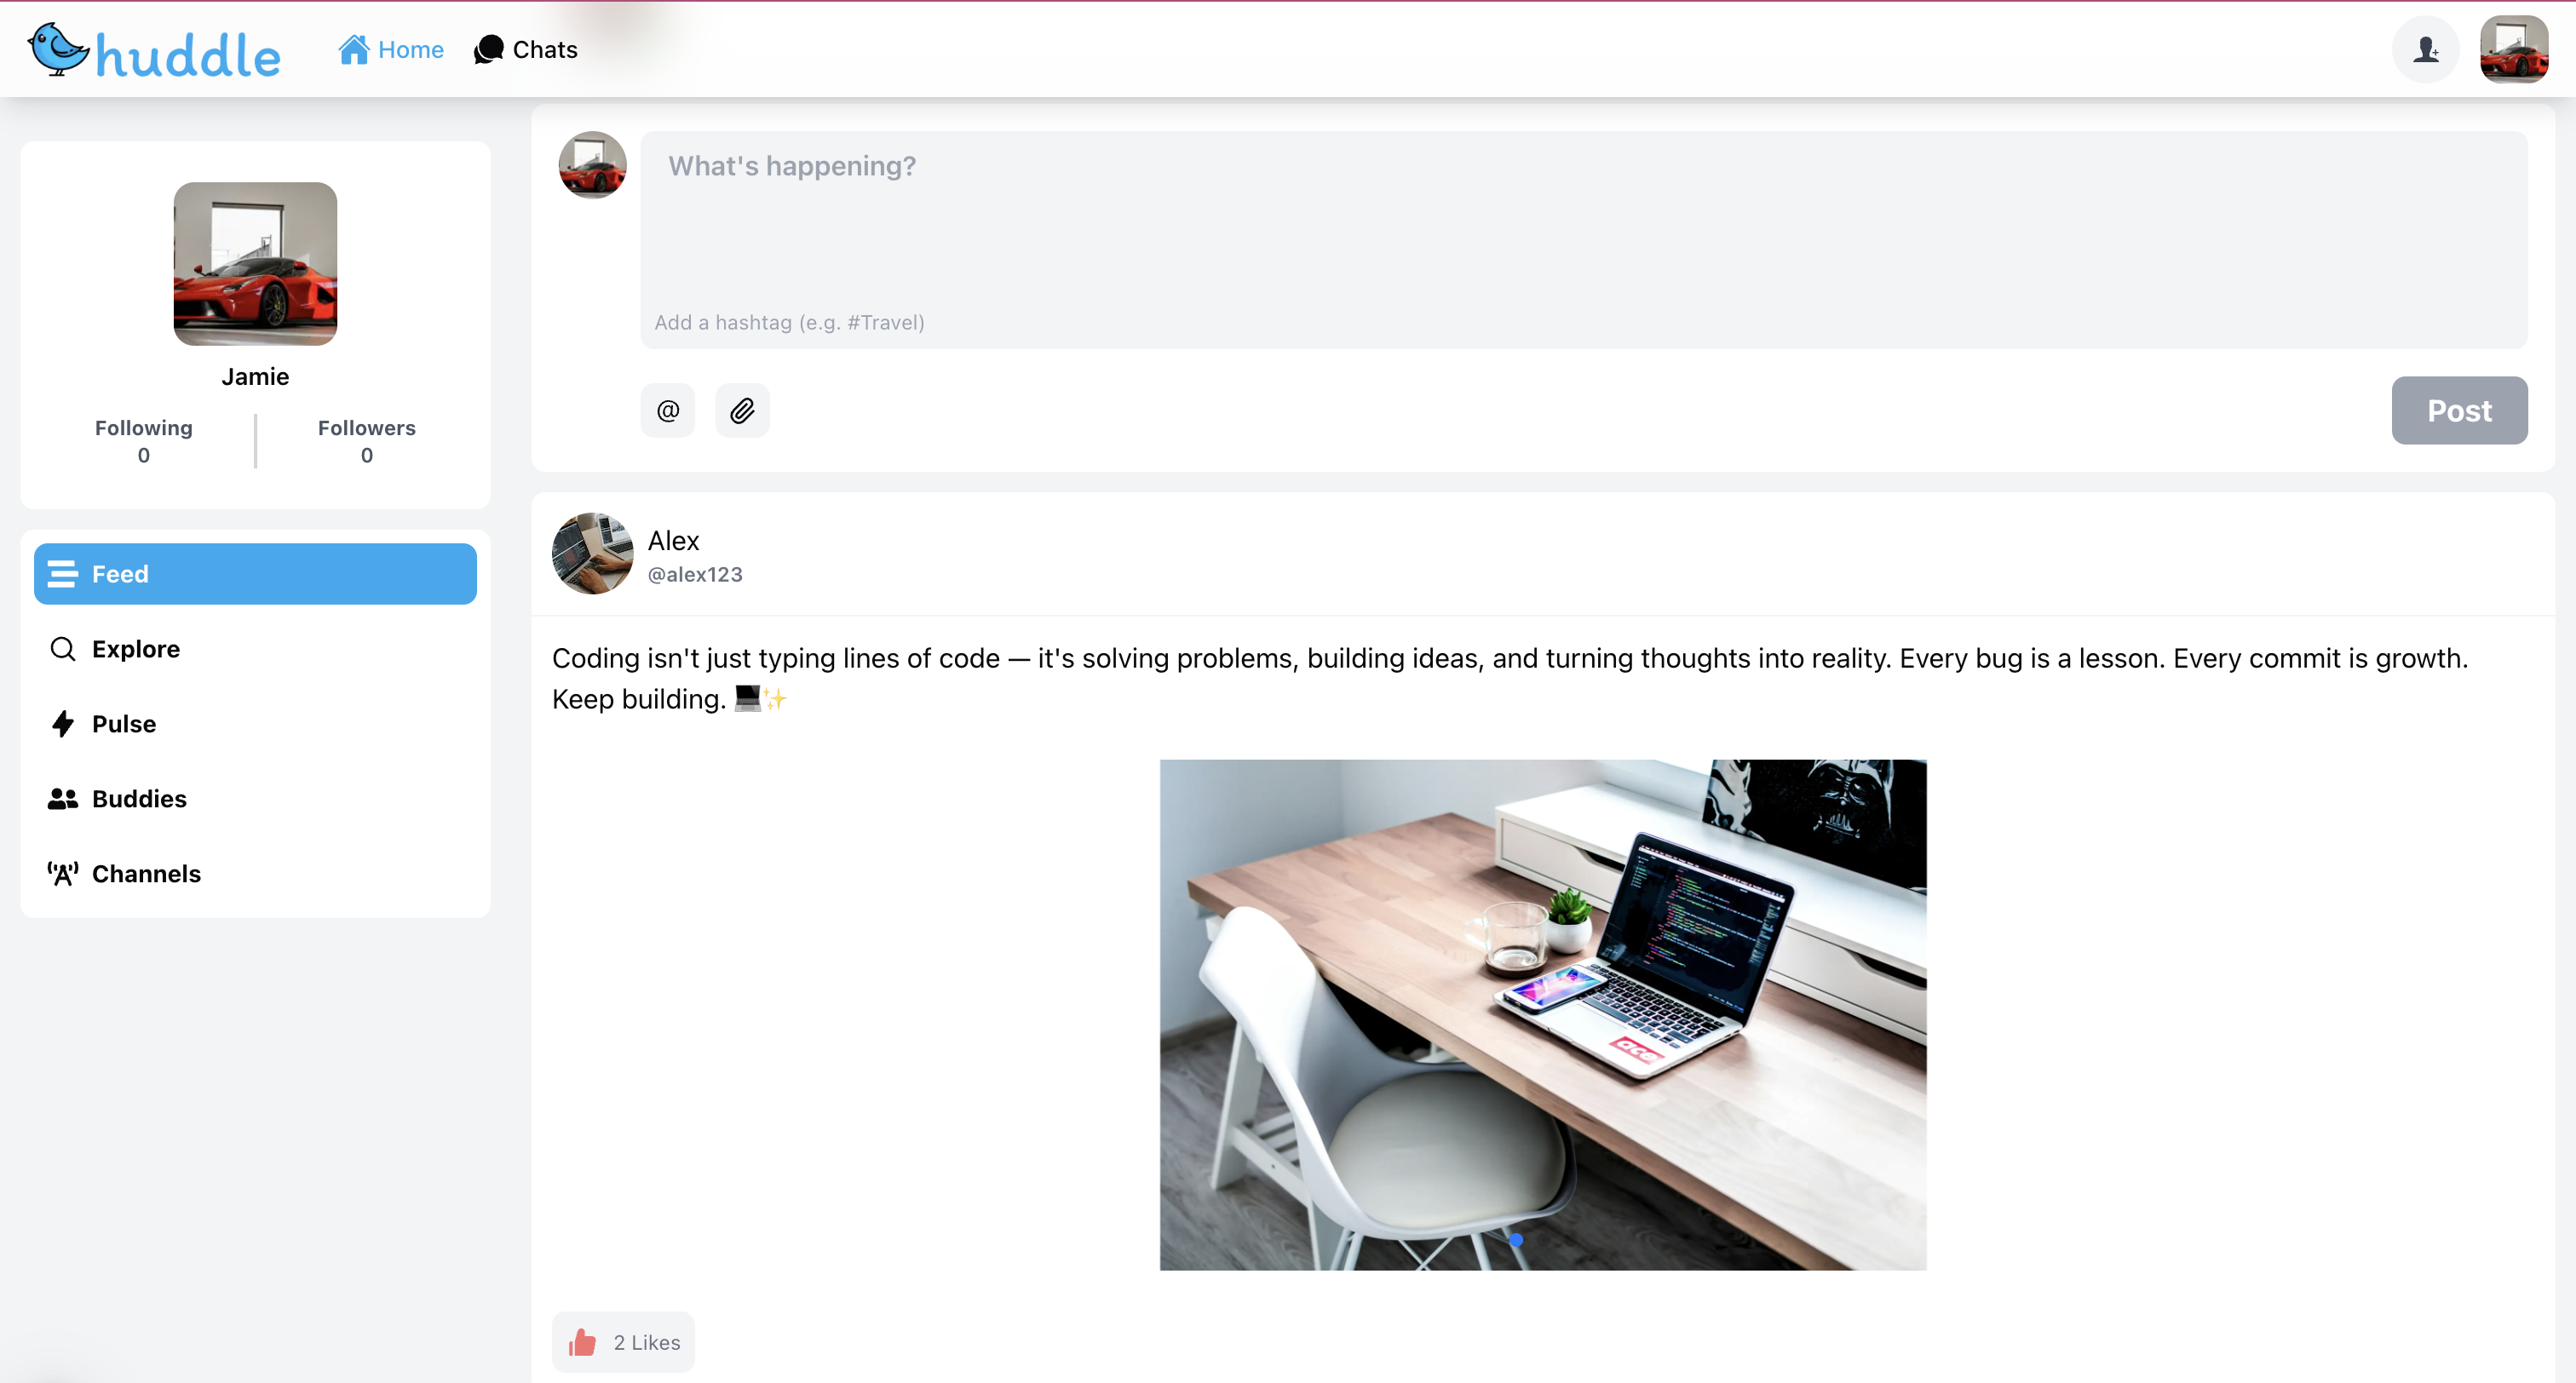 huddle
Home
Chats
What's happening?
Add a hashtag (e.g. #Travel)
@
Post
Jamie
Following
0
Followers
0
Feed
Explore
Pulse
Buddies
Channels
Alex
@alex123
Coding isn't just typing lines of code — it's solving problems, building ideas, and turning thoughts into reality. Every bug is a lesson. Every commit is growth.
Keep building. 💻✨
ace
2 Likes